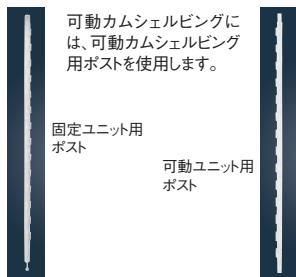 可動カムシェルビングに
は、可動カムシェルビング
用ポストを使用します。
固定ユニット用
ポスト
可動ユニット用
ポスト